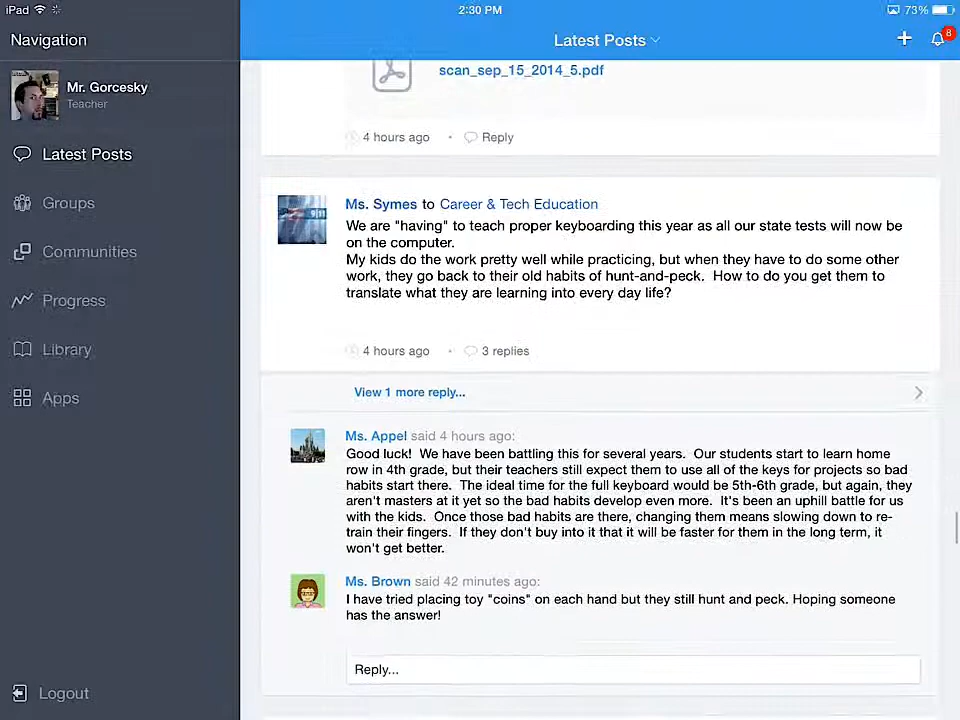 iPad
2:30 PM
73%
Navigation
Latest Posts
8
Mr. Gorcesky
Teacher
Latest Posts
Groups
Communities
Progress
Library
Apps
Logout
scan_sep_15_2014_5.pdf
4 hours ago • Reply
Ms. Symes to Career & Tech Education
We are "having" to teach proper keyboarding this year as all our state tests will now be
on the computer.
My kids do the work pretty well while practicing, but when they have to do some other
work, they go back to their old habits of hunt-and-peck.  How to do you get them to
translate what they are learning into every day life?
4 hours ago • 3 replies
View 1 more reply...
Ms. Appel said 4 hours ago:
Good luck!  We have been battling this for several years.  Our students start to learn home
row in 4th grade, but their teachers still expect them to use all of the keys for projects so bad
habits start there.  The ideal time for the full keyboard would be 5th-6th grade, but again, they
aren't masters at it yet so the bad habits develop even more.  It's been an uphill battle for us
with the kids.  Once those bad habits are there, changing them means slowing down to re-
train their fingers.  If they don't buy into it that it will be faster for them in the long term, it
won't get better.
Ms. Brown said 42 minutes ago:
I have tried placing toy "coins" on each hand but they still hunt and peck. Hoping someone
has the answer!
Reply...